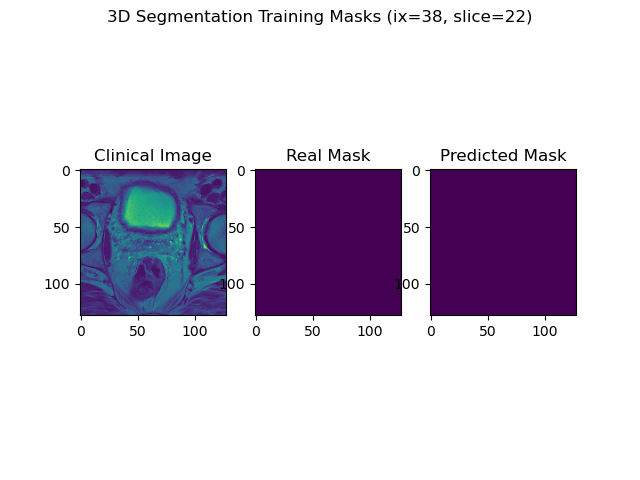 3D Segmentation Training Masks (ix=38, slice=22)
Clinical Image Real Mask Predicted Mask
0 0 0
50 50 50
100 100 100
0 50 100 0 50 100 0 50 100